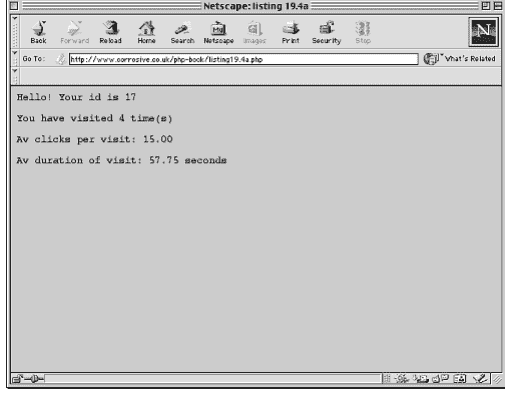 Netscape: listing 19.4a
Back Forward Reload Home Search Netscape Images Print Security Stop
N
Go To: http://www.corrosive.co.uk/php-book/listing19.4a.php What's Related
Hello! Your id is 17
You have visited 4 time(s)
Av clicks per visit: 15.00
Av duration of visit: 57.75 seconds